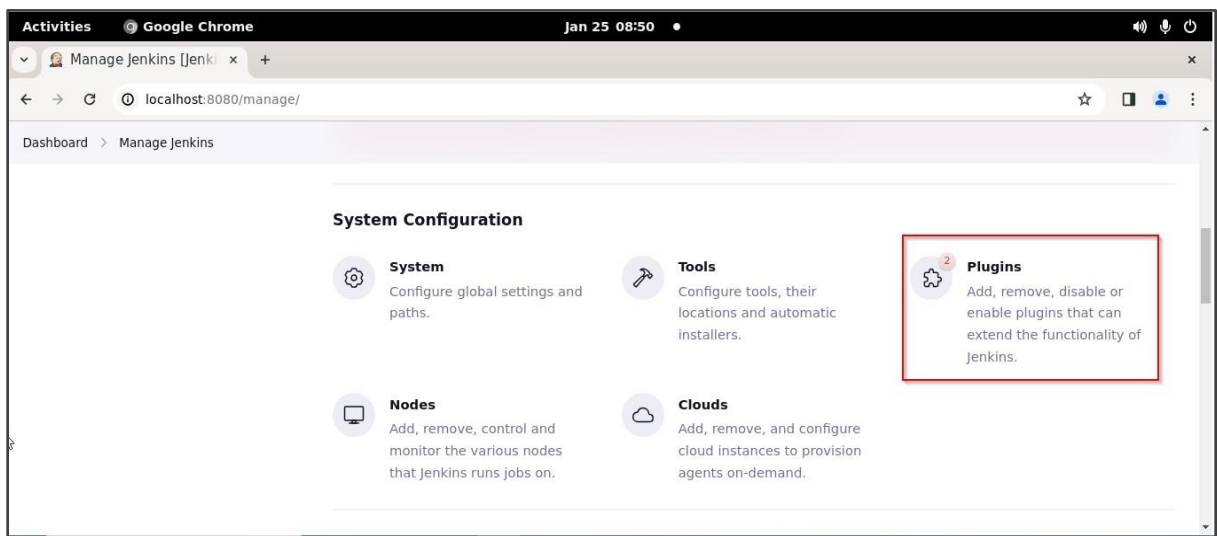 Activities Google Chrome Jan 25 08:50
Manage Jenkins [Jenki
localhost:8080/manage/
Dashboard > Manage Jenkins
System Configuration
System
Configure global settings and
paths.
Tools
Configure tools, their
locations and automatic
installers.
2
Plugins
Add, remove, disable or
enable plugins that can
extend the functionality of
Jenkins.
Nodes
Add, remove, control and
monitor the various nodes
that Jenkins runs jobs on.
Clouds
Add, remove, and configure
cloud instances to provision
agents on-demand.